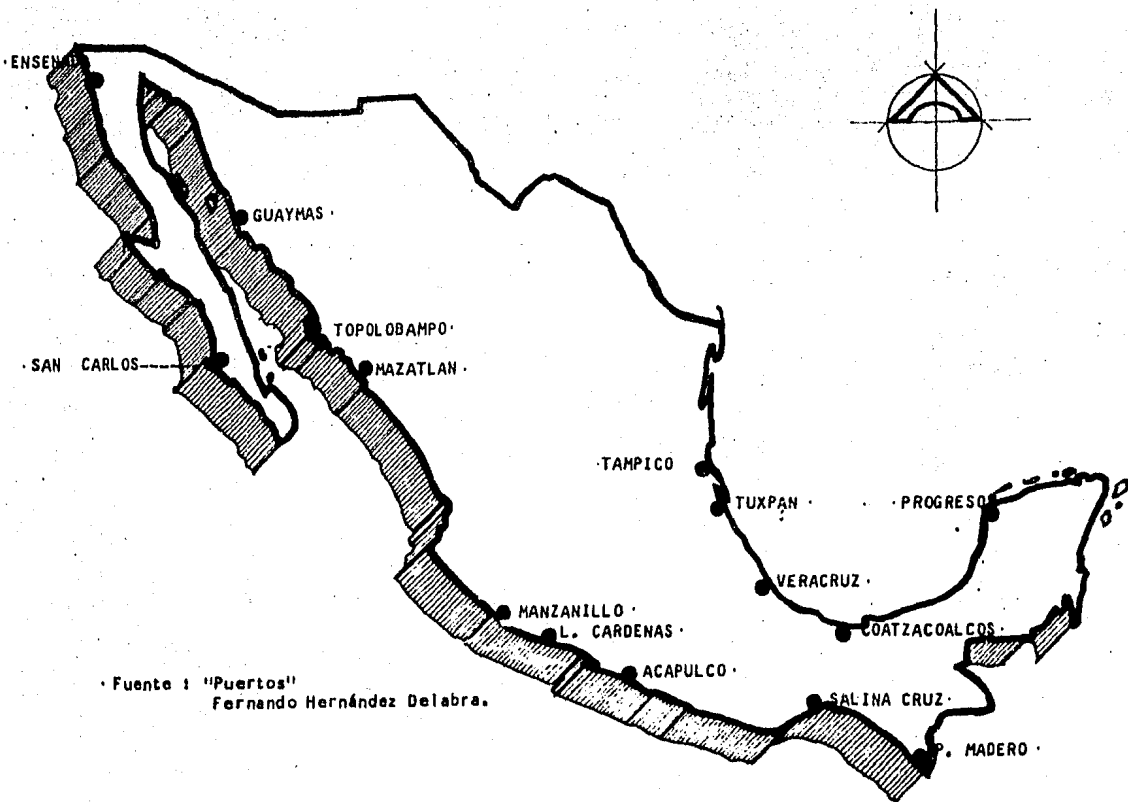 ·ENSENADA
GUAYMAS ·
TOPOLOBAMPO·
·SAN CARLOS-----
MAZATLAN ·
·TAMPICO
TUXPAN ·
· PROGRESO
VERACRUZ ·
MANZANILLO ·
L. CARDENAS ·
COATZACOALCOS·
ACAPULCO ·
· Fuente : "Puertos"
Fernando Hernández Delabra.
SALINA CRUZ·
P. MADERO ·